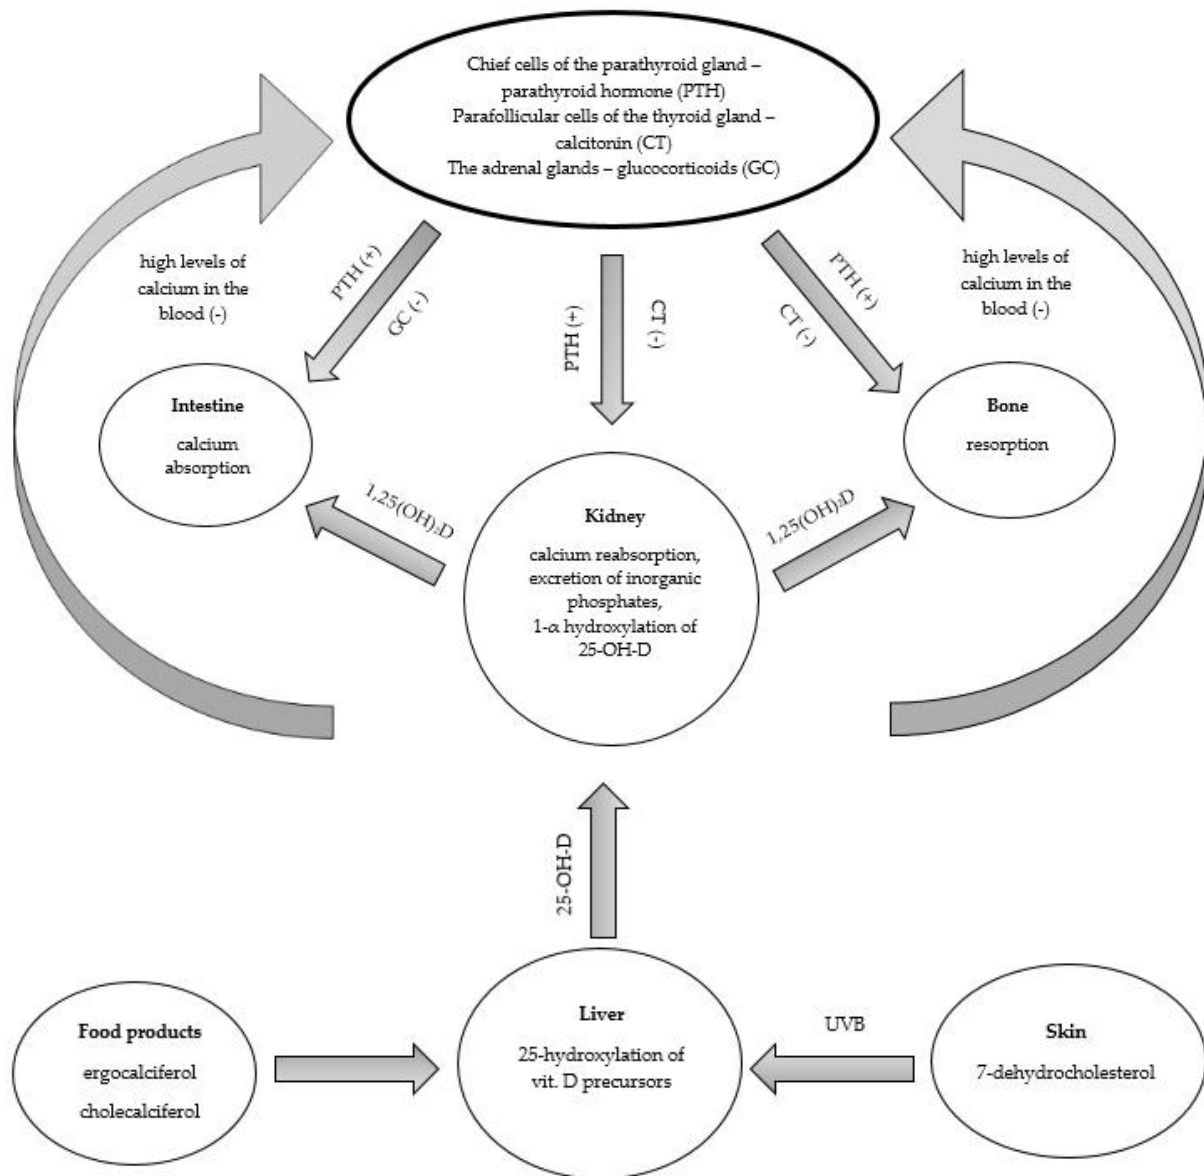 Chief cells of the parathyroid gland –
parathyroid hormone (PTH)
Parafollicular cells of the thyroid gland –
calcitonin (CT)
The adrenal glands – glucocorticoids (GC)
high levels of
calcium in the
blood (-)
PTH (+)
GC (-)
PTH (+)
CT (-)
PTH (+)
CT (-)
high levels of
calcium in the
blood (-)
Intestine
calcium
absorption
Bone
resorption
1,25(OH)₂D
Kidney
calcium reabsorption,
excretion of inorganic
phosphates,
1-α hydroxylation of
25-OH-D
1,25(OH)₂D
25-OH-D
Food products
ergocalciferol
cholecalciferol
Liver
25-hydroxylation of
vit. D precursors
UVB
Skin
7-dehydrocholesterol